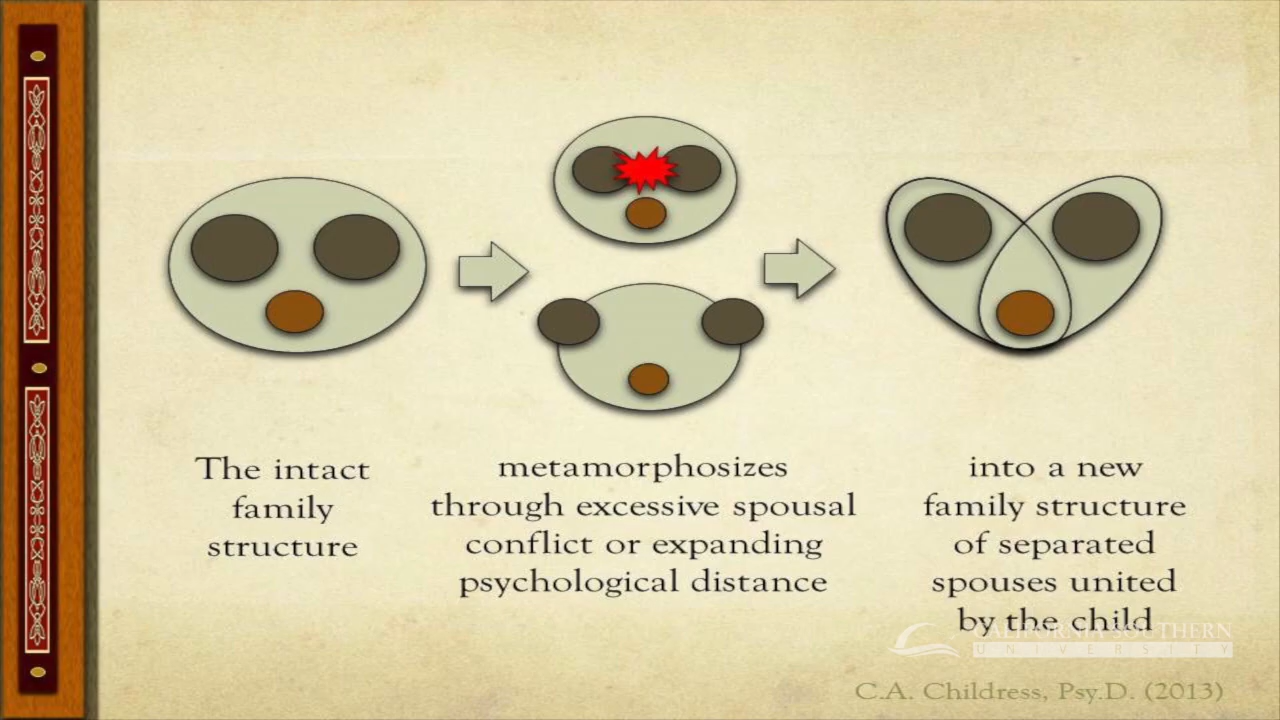 The intact
family
structure
metamorphosizes
through excessive spousal
conflict or expanding
psychological distance
into a new
family structure
of separated
spouses united
by the child
CALIFORNIA SOUTHERN
UNIVERSITY
C.A. Childress, Psy.D. (2013)